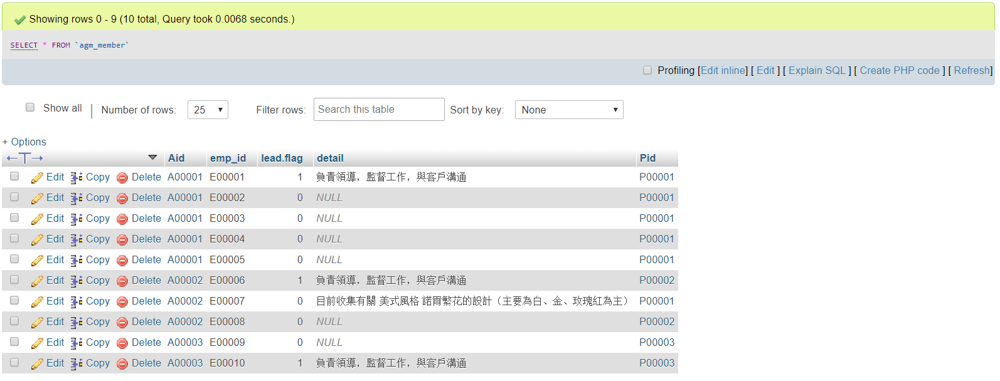 Showing rows 0 - 9 (10 total, Query took 0.0068 seconds.)
SELECT * FROM `agm_member`
Profiling [Edit inline] [ Edit ] [ Explain SQL ] [ Create PHP code ] [ Refresh]
Show all | Number of rows: 25 Filter rows: Search this table Sort by key: None
+ Options
←T→ Aid emp_id lead.flag detail Pid
Edit Copy Delete A00001 E00001 1 負責領導，監督工作，與客戶溝通 P00001
Edit Copy Delete A00001 E00002 0 NULL P00001
Edit Copy Delete A00001 E00003 0 NULL P00001
Edit Copy Delete A00001 E00004 0 NULL P00001
Edit Copy Delete A00001 E00005 0 NULL P00001
Edit Copy Delete A00002 E00006 1 負責領導，監督工作，與客戶溝通 P00002
Edit Copy Delete A00002 E00007 0 目前收集有關 美式風格 諾爾繁花的設計（主要為白、金、玫瑰紅為主） P00001
Edit Copy Delete A00002 E00008 0 NULL P00002
Edit Copy Delete A00003 E00009 0 NULL P00003
Edit Copy Delete A00003 E00010 1 負責領導，監督工作，與客戶溝通 P00003